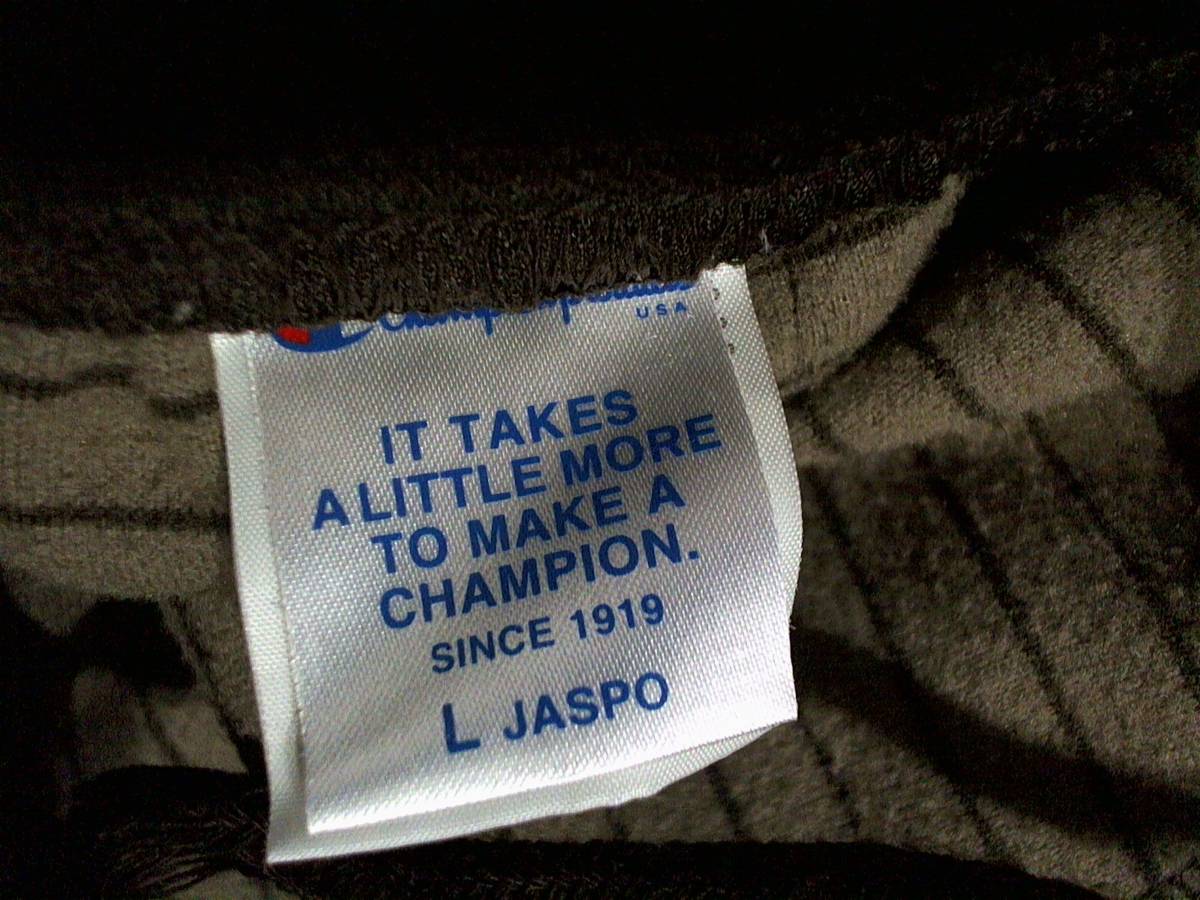 USA
IT TAKES
A LITTLE MORE
TO MAKE A
CHAMPION.
SINCE 1919
L JASPO